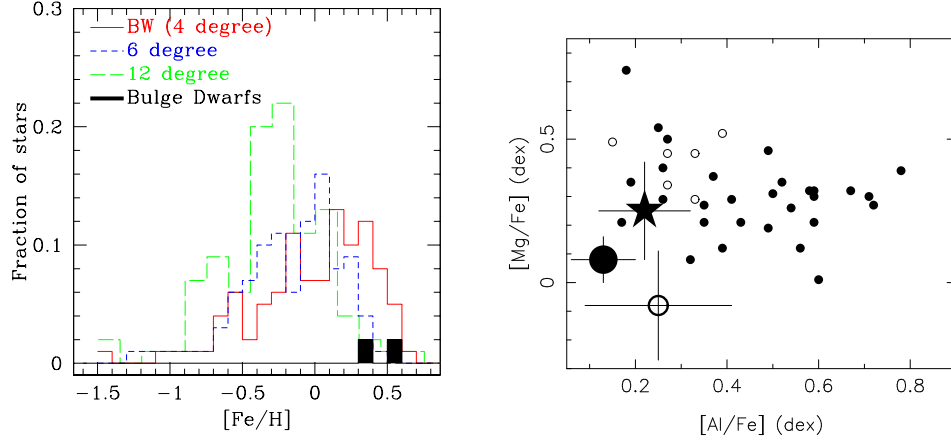 0.3
BW (4 degree)
6 degree
12 degree
Bulge Dwarfs
0.2
0.1
0
Fraction of stars
−1.5
−1
−0.5
0
0.5
[Fe/H]
0.5
0
[Mg/Fe] (dex)
0.2
0.4
0.6
0.8
[Al/Fe] (dex)